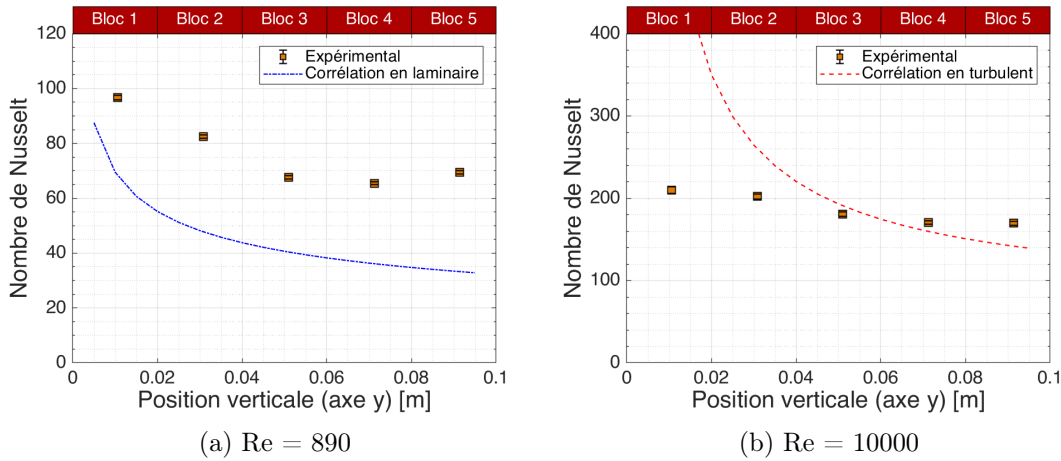 Bloc 1 Bloc 2 Bloc 3 Bloc 4 Bloc 5
120
100
80
60
40
20
0
Nombre de Nusselt
Expérimental
Corrélation en laminaire
0 0.02 0.04 0.06 0.08 0.1
Position verticale (axe y) [m]
(a) Re = 890
Bloc 1 Bloc 2 Bloc 3 Bloc 4 Bloc 5
400
300
200
100
0
Nombre de Nusselt
Expérimental
Corrélation en turbulent
0 0.02 0.04 0.06 0.08 0.1
Position verticale (axe y) [m]
(b) Re = 10000